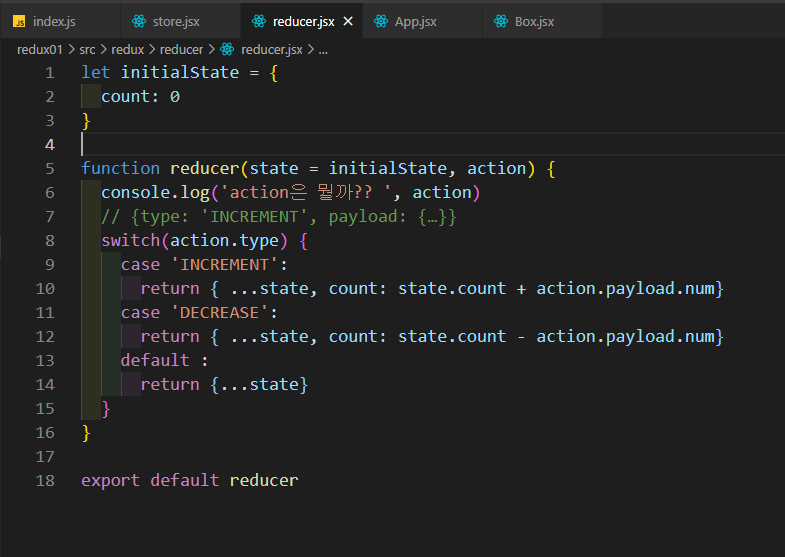 JS index.js store.jsx reducer.jsx × App.jsx Box.jsx
redux01 > src > redux > reducer > reducer.jsx > ...
1 let initialState = {
2   count: 0
3 }
4
5 function reducer(state = initialState, action) {
6   console.log('action은 뭘까?? ', action)
7   // {type: 'INCREMENT', payload: {…}}
8   switch(action.type) {
9     case 'INCREMENT':
10       return { ...state, count: state.count + action.payload.num}
11     case 'DECREASE':
12       return { ...state, count: state.count - action.payload.num}
13     default :
14       return {...state}
15   }
16 }
17
18 export default reducer